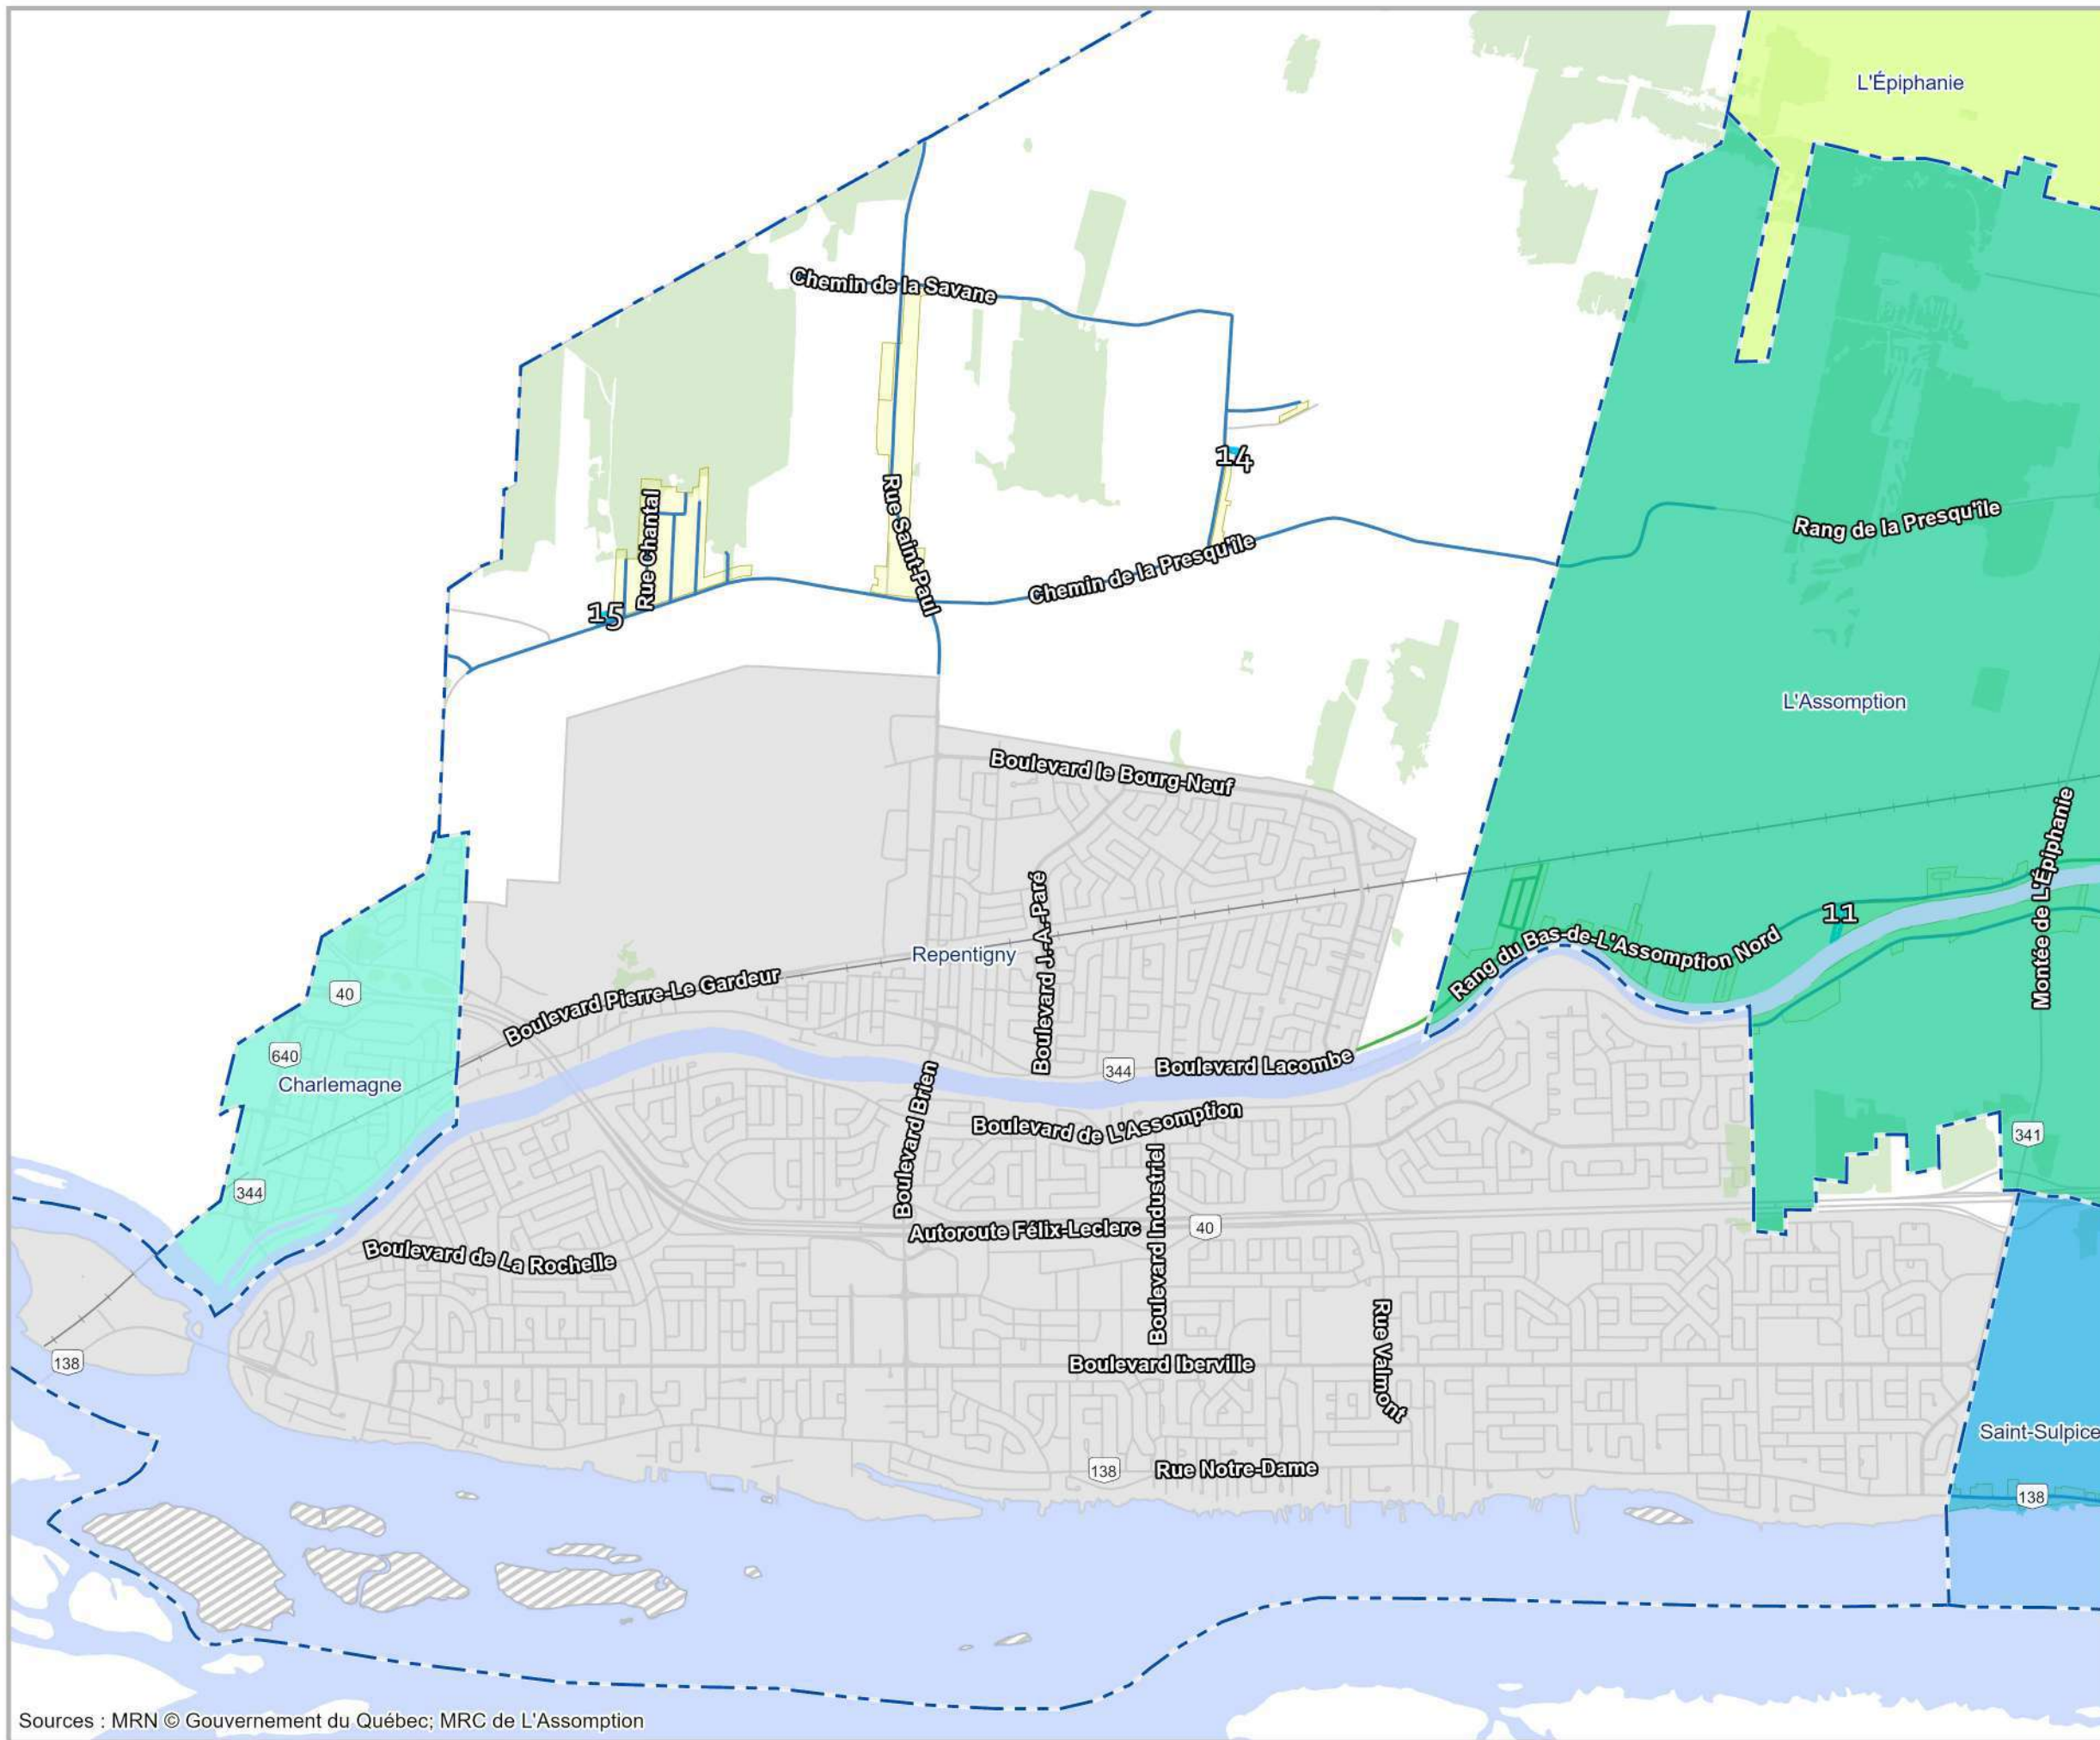 L'Épiphanie
Chemin de la Savane
14
Rue Chantal
Rue Saint-Paul
Rang de la Presqu'île
Chemin de la Presqu'île
15
L'Assomption
Boulevard le Bourg-Neuf
Montée de L'Épiphanie
Boulevard J.-A.-Paré
11
Repentigny
Rang du Bas-de-L'Assomption Nord
40
Boulevard Pierre-Le Gardeur
640
Charlemagne
344
Boulevard Lacombe
Boulevard Brien
Boulevard de L'Assomption
341
344
Boulevard Industriel
Autoroute Félix-Leclerc
40
Boulevard de La Rochelle
138
Boulevard Iberville
Rue Valmont
Saint-Sulpice
138
Rue Notre-Dame
138
Sources : MRN © Gouvernement du Québec; MRC de L'Assomption